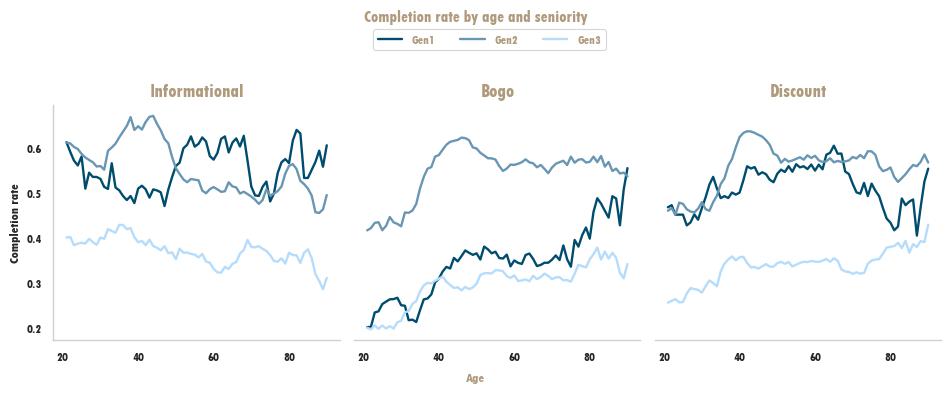 Completion rate by age and seniority
Gen1 Gen2 Gen3
Informational Bogo Discount
Completion rate
0.6
0.5
0.4
0.3
0.2
20 40 60 80 20 40 60 80 20 40 60 80
Age